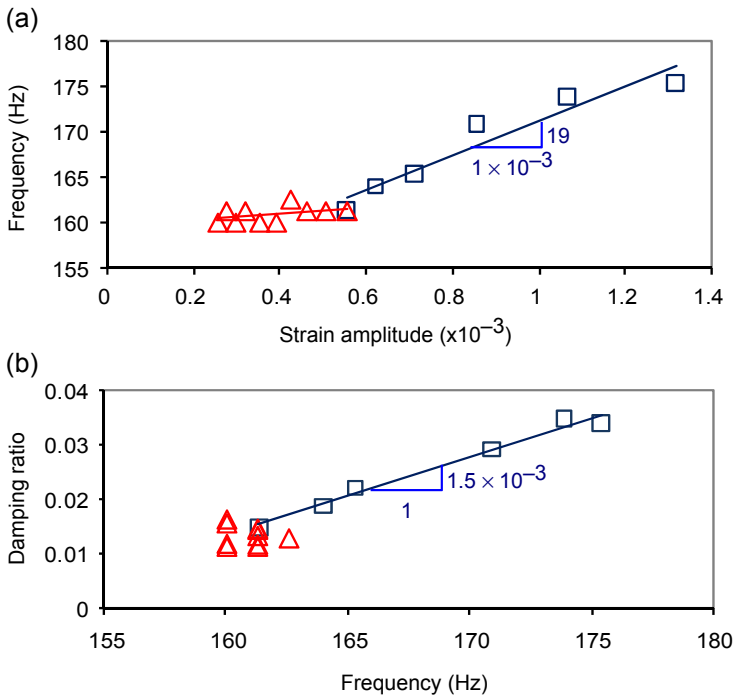 (a)
180
175
170
165
160
155
Frequency (Hz)
19
1 × 10⁻³
0 0.2 0.4 0.6 0.8 1 1.2 1.4
Strain amplitude (x10⁻³)
(b)
0.04
0.03
0.02
0.01
0
Damping ratio
1.5 × 10⁻³
1
155 160 165 170 175 180
Frequency (Hz)